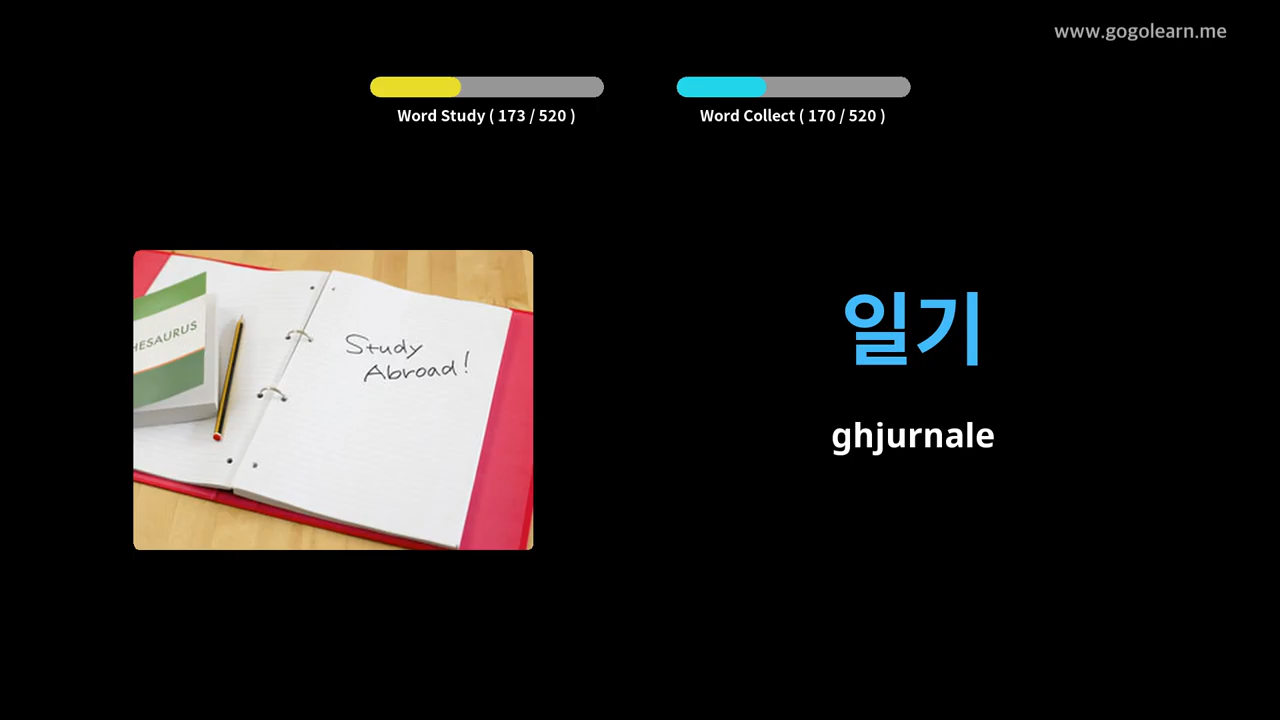 www.gogolearn.me
Word Study ( 173 / 520 )
Word Collect ( 170 / 520 )
HESAURUS
Study
Abroad!
일기
ghjurnale